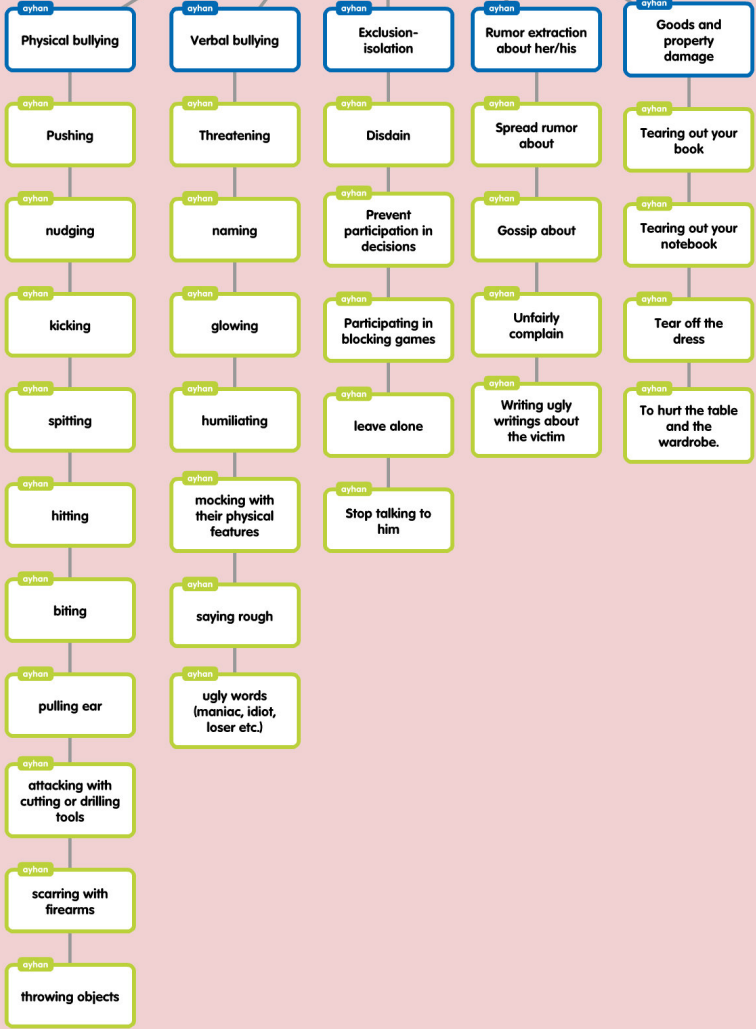 ayhan
Physical bullying
ayhan
Pushing
ayhan
nudging
ayhan
kicking
ayhan
spitting
ayhan
hitting
ayhan
biting
ayhan
pulling ear
ayhan
attacking with
cutting or drilling
tools
ayhan
scarring with
firearms
ayhan
throwing objects
ayhan
Verbal bullying
ayhan
Threatening
ayhan
naming
ayhan
glowing
ayhan
humiliating
ayhan
mocking with
their physical
features
ayhan
saying rough
ayhan
ugly words
(maniac, idiot,
loser etc.)
ayhan
Exclusion-
isolation
ayhan
Disdain
ayhan
Prevent
participation in
decisions
ayhan
Participating in
blocking games
ayhan
leave alone
ayhan
Stop talking to
him
ayhan
Rumor extraction
about her/his
ayhan
Spread rumor
about
ayhan
Gossip about
ayhan
Unfairly
complain
ayhan
Writing ugly
writings about
the victim
ayhan
Goods and
property
damage
ayhan
Tearing out your
book
ayhan
Tearing out your
notebook
ayhan
Tear off the
dress
ayhan
To hurt the table
and the
wardrobe.